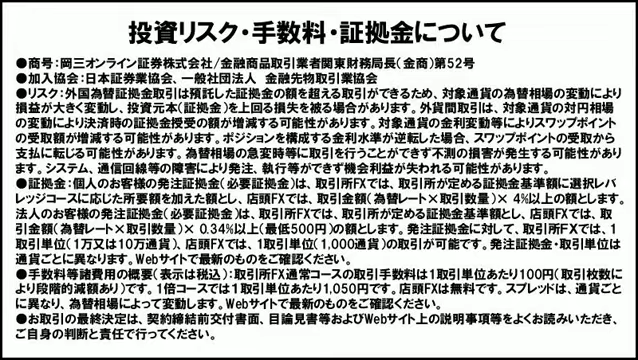 投資リスク・手数料・証拠金について
●商号：岡三オンライン証券株式会社/金融商品取引業者関東財務局長(金商)第52号
●加入協会：日本証券業協会、一般社団法人 金融先物取引業協会
●リスク：外国為替証拠金取引は預託した証拠金の額を超える取引ができるため、対象通貨の為替相場の変動により
損益が大きく変動し、投資元本(証拠金)を上回る損失を被る場合があります。外貨間取引は、対象通貨の対円相場
の変動により決済時の証拠金授受の額が増減する可能性があります。対象通貨の金利変動等によりスワップポイント
の受取額が増減する可能性があります。ポジションを構成する金利水準が逆転した場合、スワップポイントの受取から
支払に転じる可能性があります。為替相場の急変時等に取引を行うことができず不測の損害が発生する可能性があり
ます。システム、通信回線等の障害により発注、執行等ができず機会利益が失われる可能性があります。
●証拠金：個人のお客様の発注証拠金(必要証拠金)は、取引所FXでは、取引所が定める証拠金基準額に選択レバ
レッジコースに応じた所要額を加えた額とし、店頭FXでは、取引金額(為替レート×取引数量)× 4%以上の額とします。
法人のお客様の発注証拠金(必要証拠金)は、取引所FXでは、取引所が定める証拠金基準額とし、店頭FXでは、取
引金額(為替レート×取引数量)× 0.34%以上(最低500円)の額とします。発注証拠金に対して、取引所FXでは、1
取引単位(1万又は10万通貨)、店頭FXでは、1取引単位(1,000通貨)の取引が可能です。発注証拠金・取引単位は
通貨ごとに異なります。Webサイトで最新のものをご確認ください。
●手数料等諸費用の概要(表示は税込)：取引所FX通常コースの取引手数料は1取引単位あたり100円(取引枚数に
より段階的減額あり)です。1倍コースでは1取引単位あたり1,050円です。店頭FXは無料です。スプレッドは、通貨ごと
に異なり、為替相場によって変動します。Webサイトで最新のものをご確認ください。
●お取引の最終決定は、契約締結前交付書面、目論見書等およびWebサイト上の説明事項等をよくお読みいただき、
ご自身の判断と責任で行ってください。